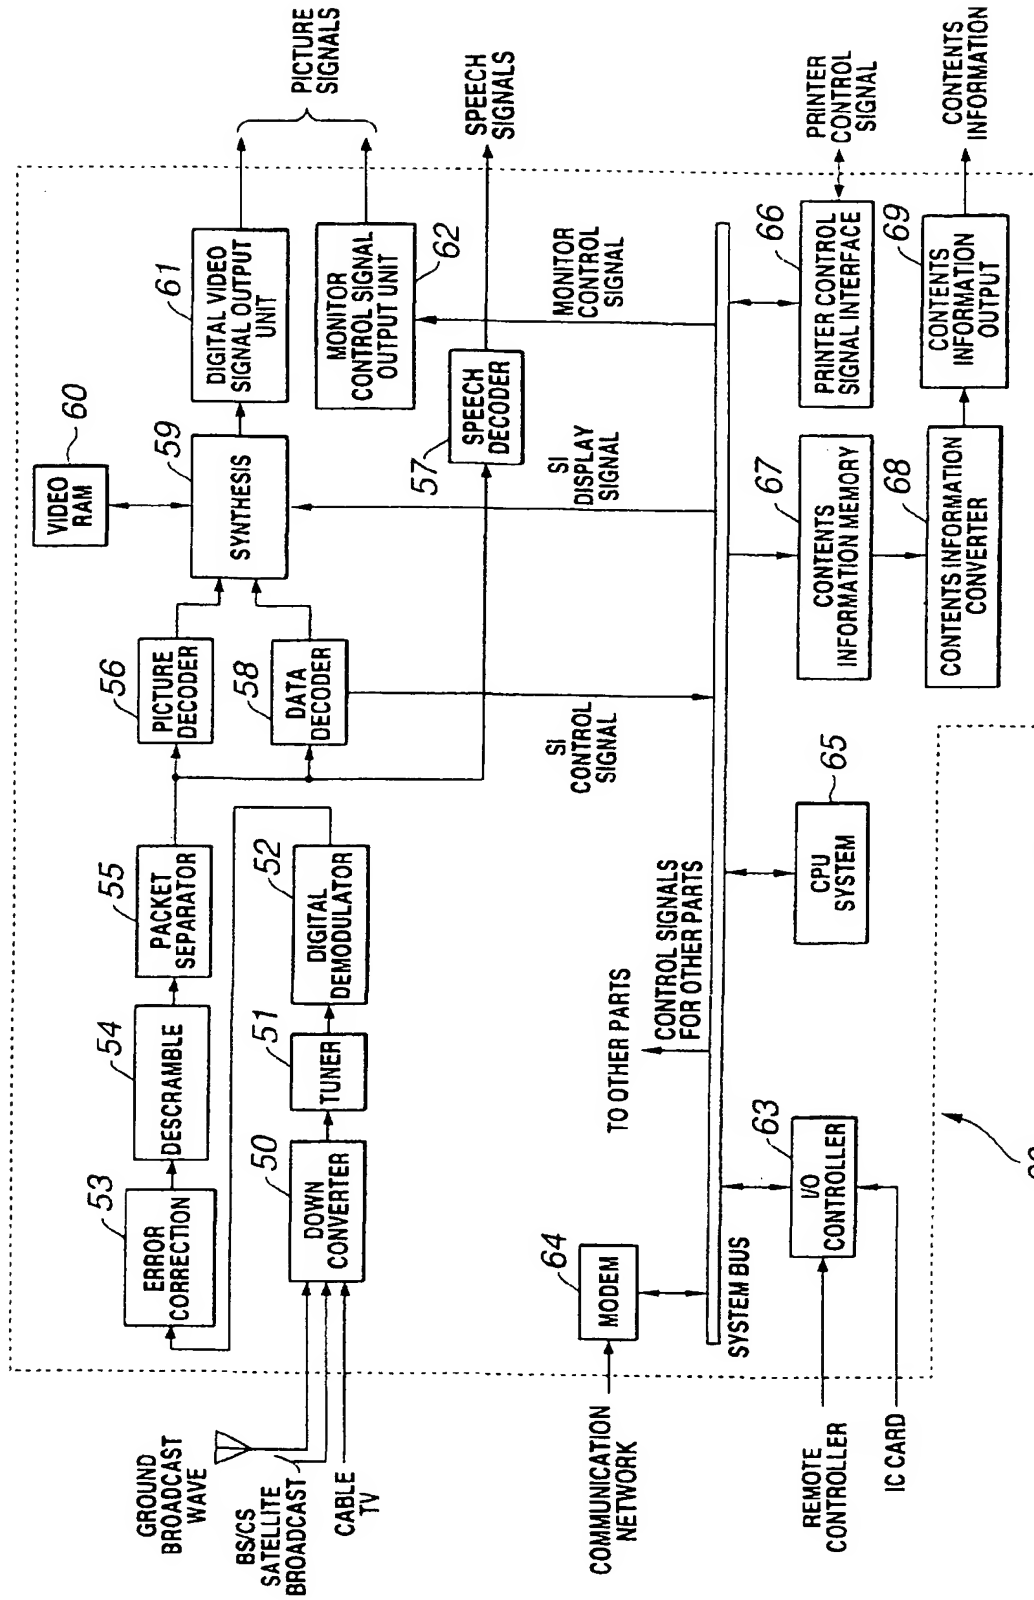 GROUND
BROADCAST
WAVE
BS/CS
SATELLITE
BROADCAST
CABLE
TV
53
ERROR
CORRECTION
54
DESCRAMBLE
55
PACKET
SEPARATOR
50
DOWN
CONVERTER
51
TUNER
52
DIGITAL
DEMODULATOR
56
PICTURE
DECODER
58
DATA
DECODER
60
VIDEO
RAM
59
SYNTHESIS
61
DIGITAL VIDEO
SIGNAL OUTPUT
UNIT
MONITOR
CONTROL SIGNAL
OUTPUT UNIT
62
PICTURE
SIGNALS
57
SPEECH
DECODER
SPEECH
SIGNALS
SI
CONTROL
SIGNAL
SI
DISPLAY
SIGNAL
MONITOR
CONTROL
SIGNAL
COMMUNICATION
NETWORK
64
MODEM
TO OTHER PARTS
CONTROL SIGNALS
FOR OTHER PARTS
SYSTEM BUS
REMOTE
CONTROLLER
IC CARD
63
I/O
CONTROLLER
65
CPU
SYSTEM
67
CONTENTS
INFORMATION MEMORY
66
PRINTER CONTROL
SIGNAL INTERFACE
PRINTER
CONTROL
SIGNAL
68
CONTENTS INFORMATION
CONVERTER
69
CONTENTS
INFORMATION
OUTPUT
CONTENTS
INFORMATION